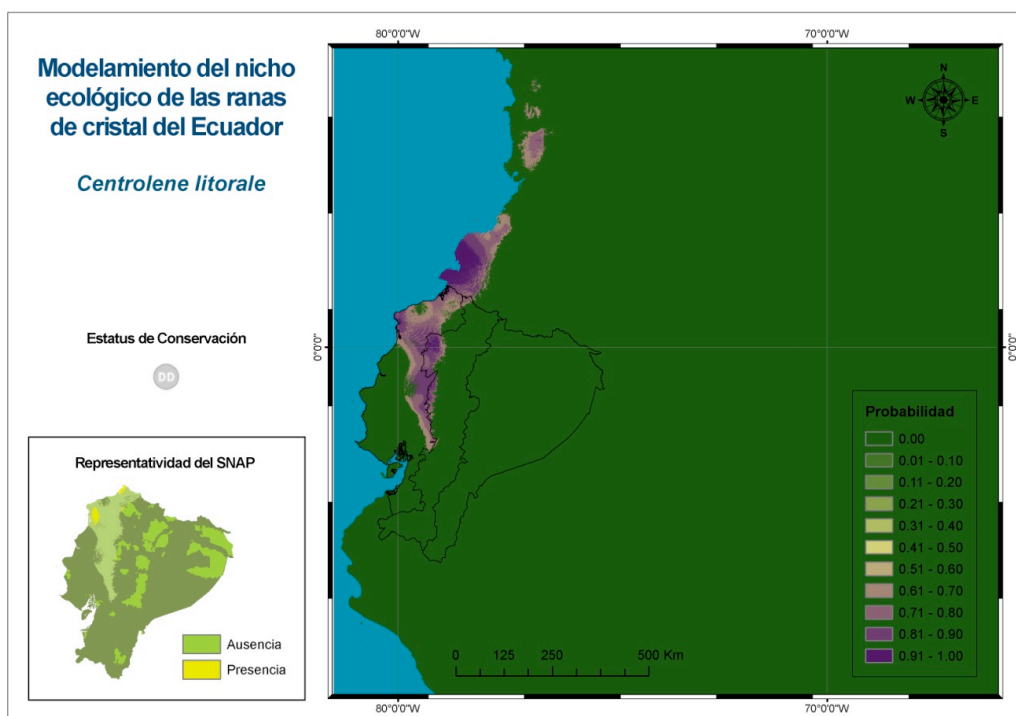 Modelamiento del nicho
ecológico de las ranas
de cristal del Ecuador
Centrolene litorale
Estatus de Conservación
DD
Representatividad del SNAP
Ausencia
Presencia
80°0'0"W
70°0'0"W
N
W
E
S
0°0'0"
0°0'0"
Probabilidad
0.00
0.01 - 0.10
0.11 - 0.20
0.21 - 0.30
0.31 - 0.40
0.41 - 0.50
0.51 - 0.60
0.61 - 0.70
0.71 - 0.80
0.81 - 0.90
0.91 - 1.00
0 125 250 500 Km
80°0'0"W
70°0'0"W